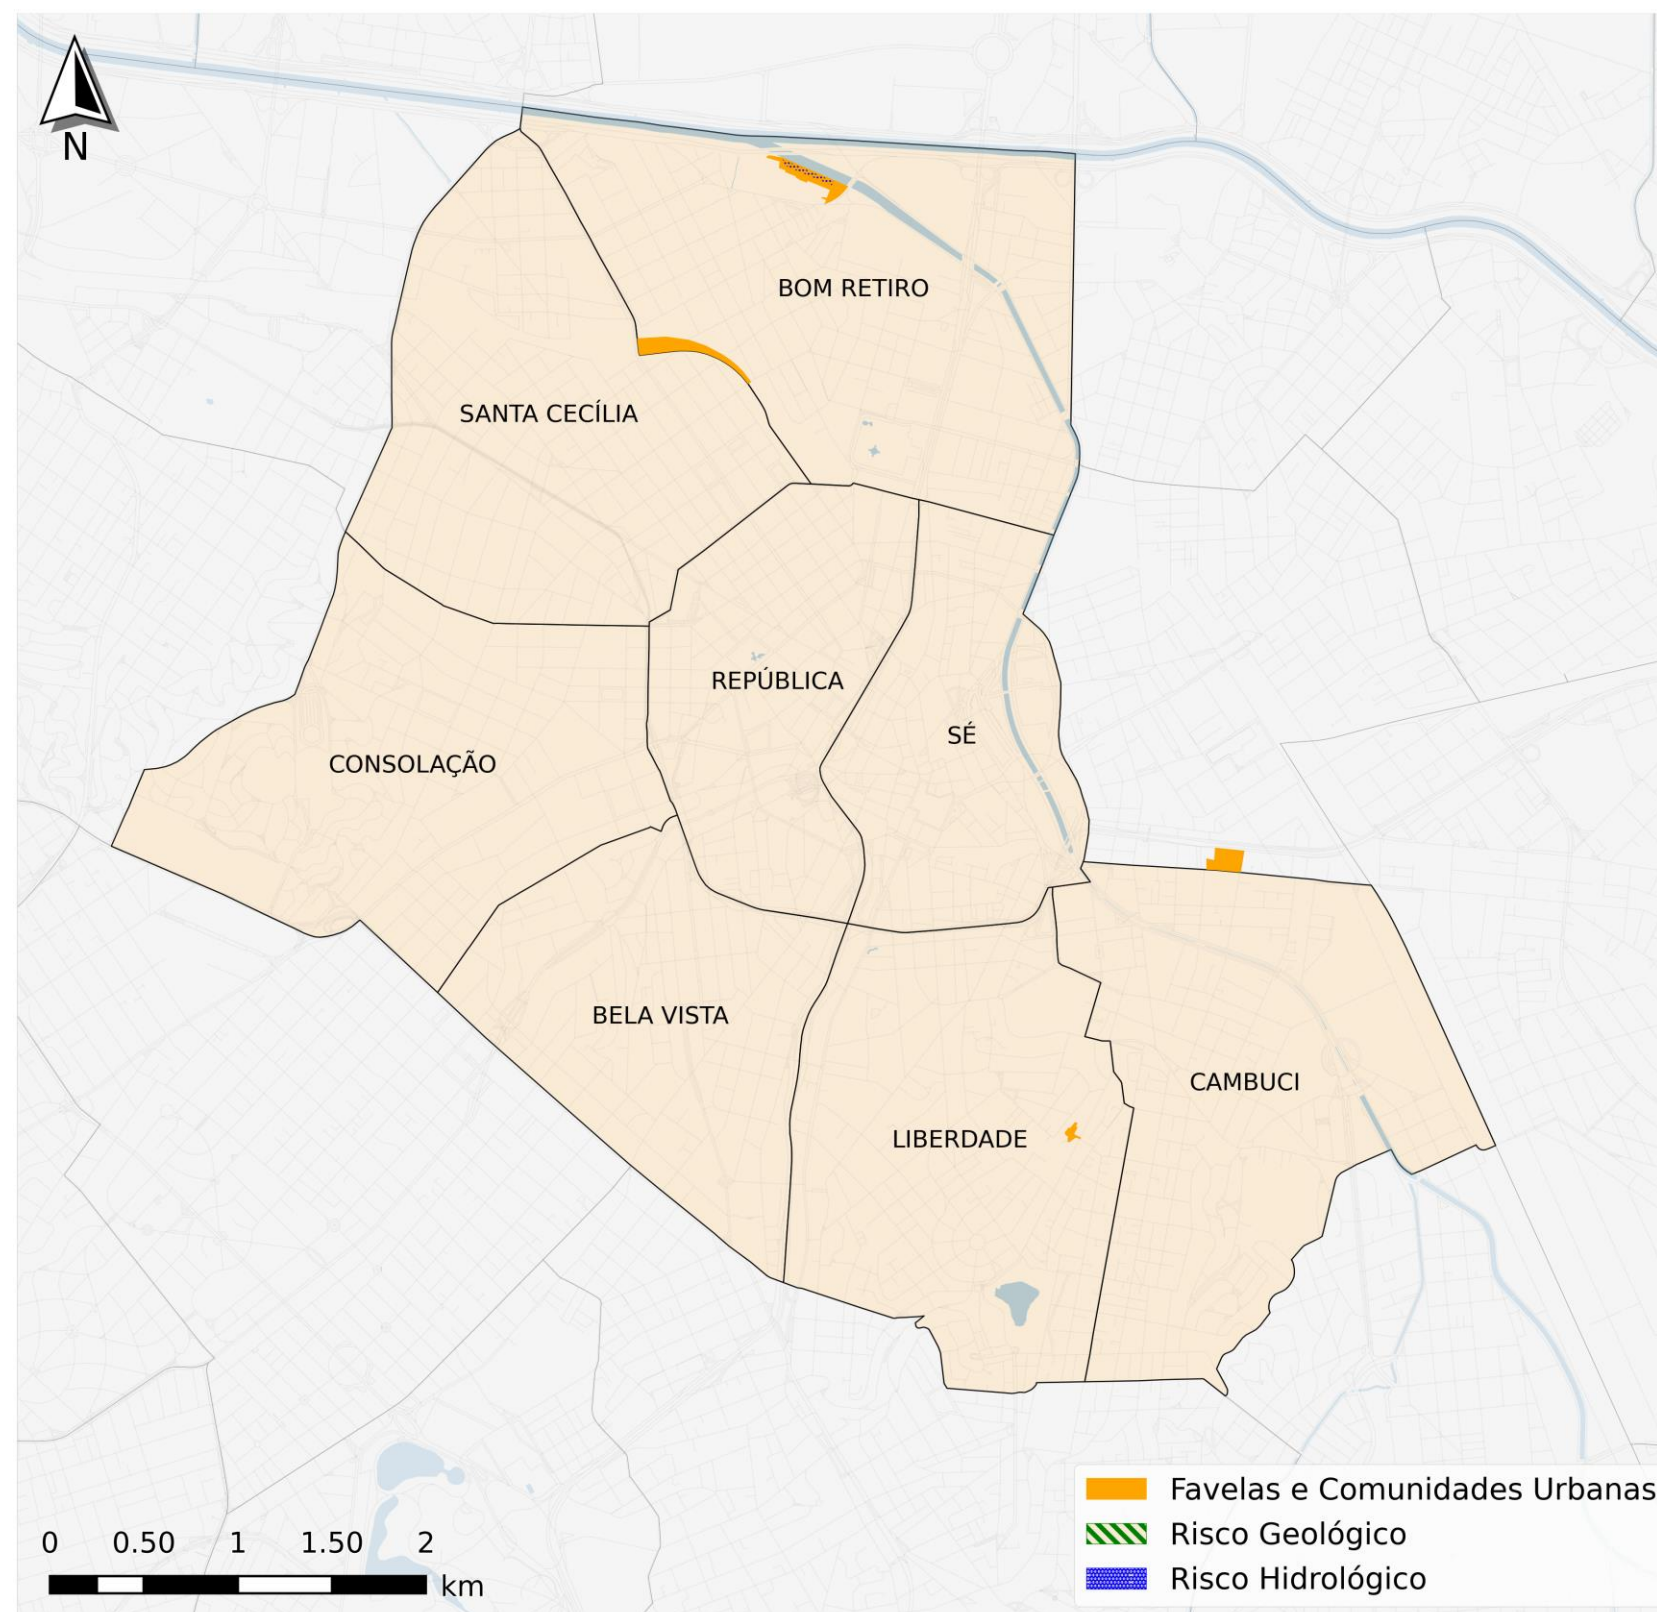 N
BOM RETIRO
SANTA CECÍLIA
REPÚBLICA
SÉ
CONSOLAÇÃO
BELA VISTA
CAMBUCI
LIBERDADE
Favelas e Comunidades Urbanas
Risco Geológico
Risco Hidrológico
0 0.50 1 1.50 2
km